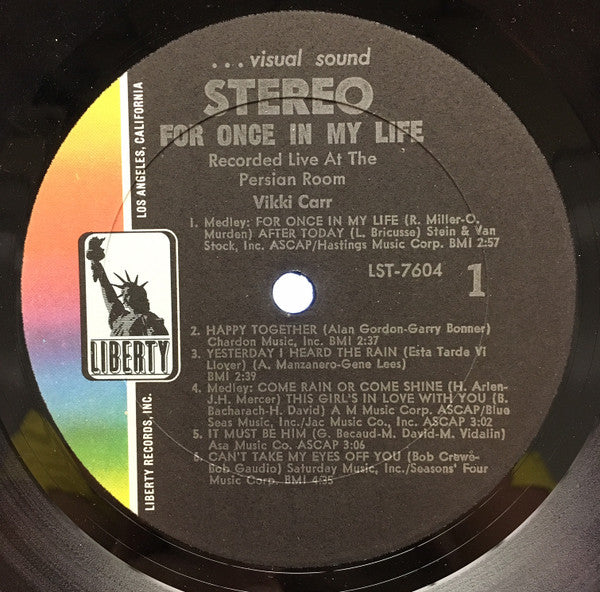 ...visual sound
STEREO
FOR ONCE IN MY LIFE
Recorded Live At The
Persian Room
Vikki Carr
1. Medley: FOR ONCE IN MY LIFE (R. Miller-O.
Murden) AFTER TODAY (L. Bricusse) Stein & Van
Stock, Inc. ASCAP/Hastings Music Corp. BMI 2:57
LST-7604 1
2. HAPPY TOGETHER (Alan Gordon-Garry Bonner)
Chardon Music, Inc. BMI 2:37
3. YESTERDAY I HEARD THE RAIN (Esta Tarda Vi
Llover) (A. Manzanero-Gene Lees)
BMI 2:39
4. Medley: COME RAIN OR COME SHINE (H. Arlen-
J.H. Mercer) THIS GIRL'S IN LOVE WITH YOU (B.
Bacharach-H. David) A M Music Corp. ASCAP/Blue
Seas Music, Inc./Jac Music Co., Inc. ASCAP 3:02
5. IT MUST BE HIM (G. Becaud-M. David-M. Vidalin)
Asa Music Co. ASCAP 3:06
6. CAN'T TAKE MY EYES OFF YOU (Bob Crewe-
Bob Gaudio) Saturday Music, Inc./Seasons' Four
Music Corp. BMI 4:35
LOS ANGELES, CALIFORNIA
LIBERTY
LIBERTY RECORDS, INC.